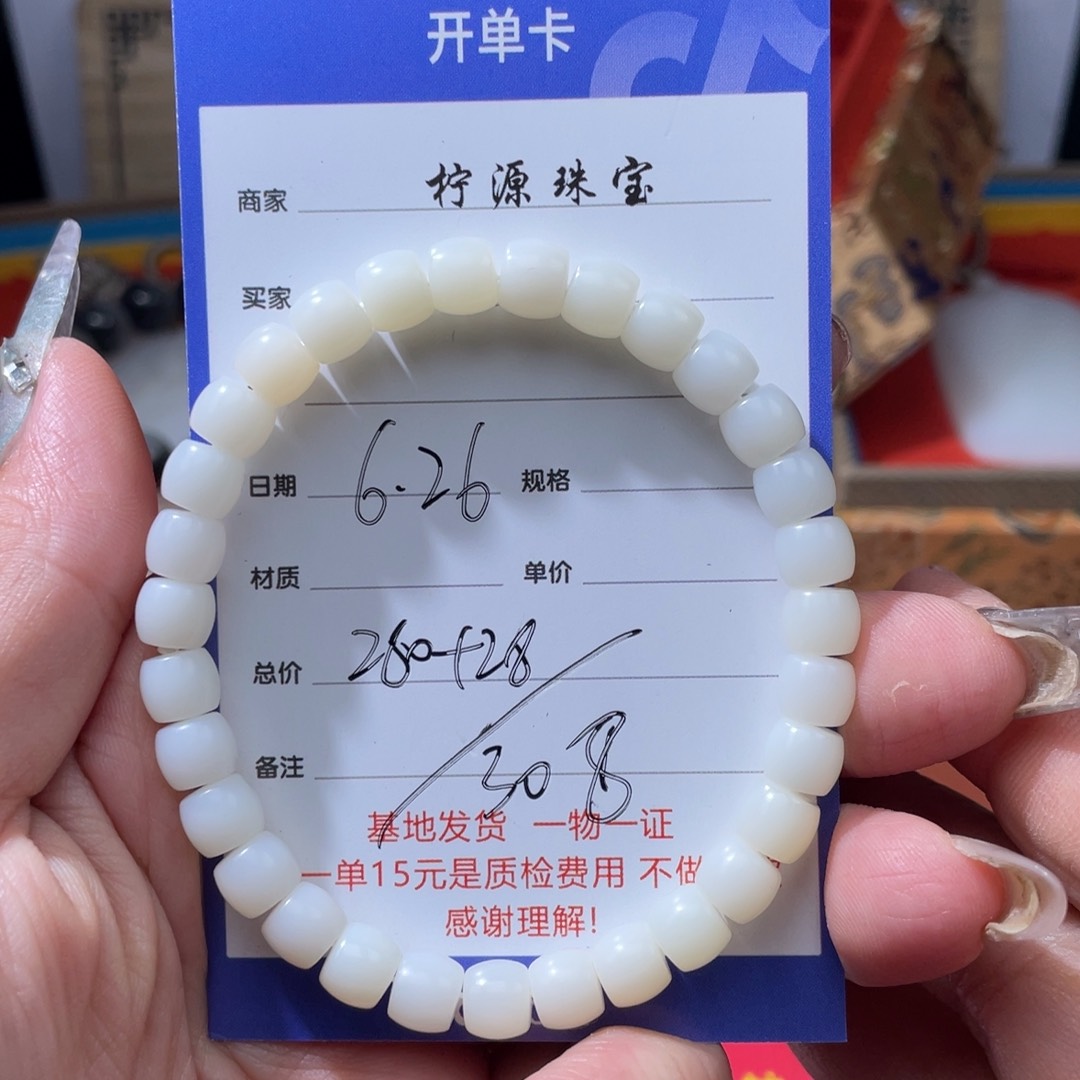 开单卡
商家 柠源珠宝
买家
日期 6.26 规格
材质 单价
总价 280+28
备注 308
基地发货 一物一证
一单15元是质检费用 不做
感谢理解!